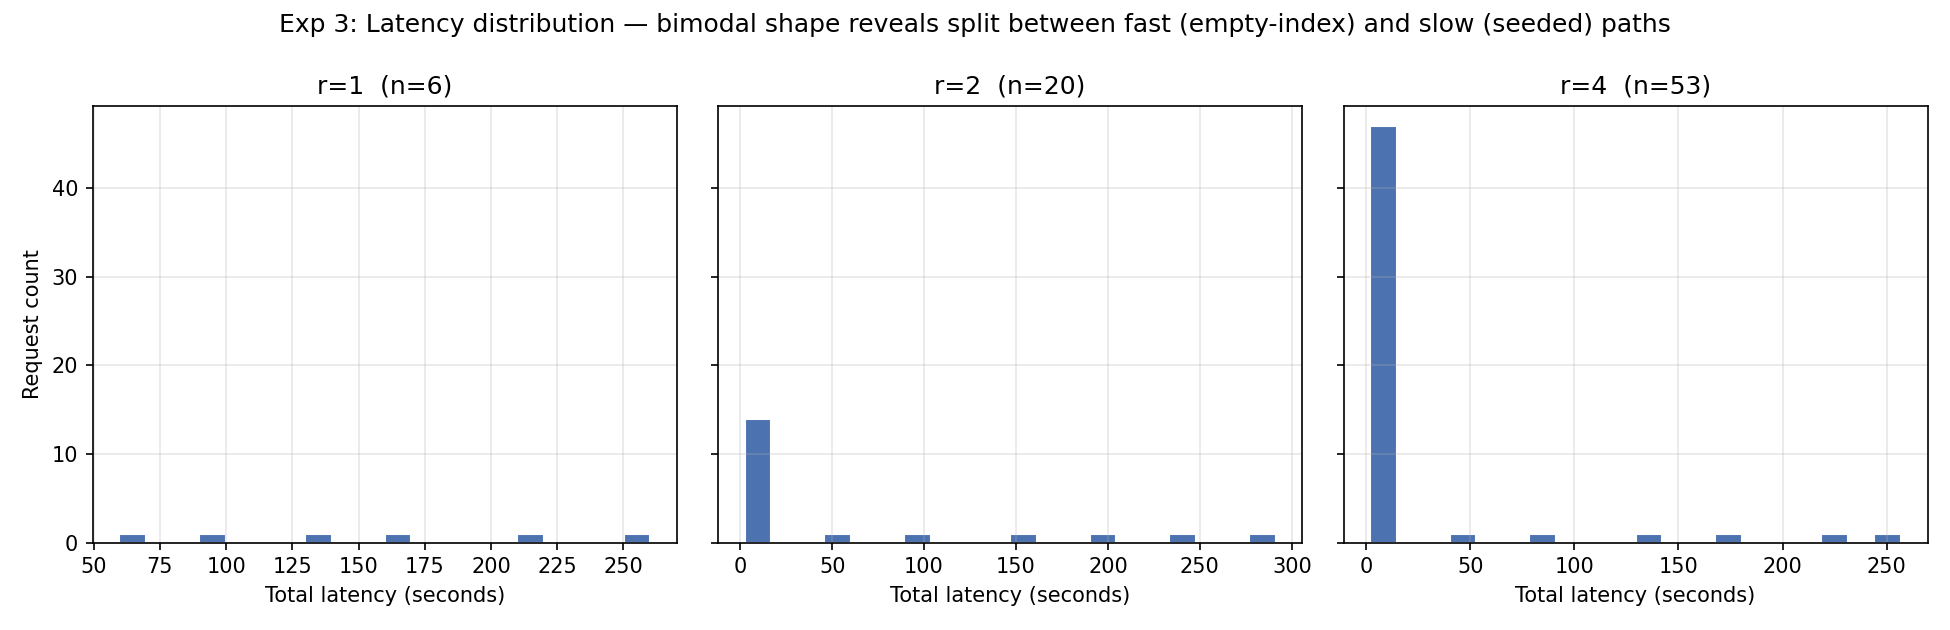 Exp 3: Latency distribution — bimodal shape reveals split between fast (empty-index) and slow (seeded) paths
r=1  (n=6)
r=2  (n=20)
r=4  (n=53)
Request count
40
30
20
10
0
50 75 100 125 150 175 200 225 250
0 50 100 150 200 250 300
0 50 100 150 200 250
Total latency (seconds)
Total latency (seconds)
Total latency (seconds)